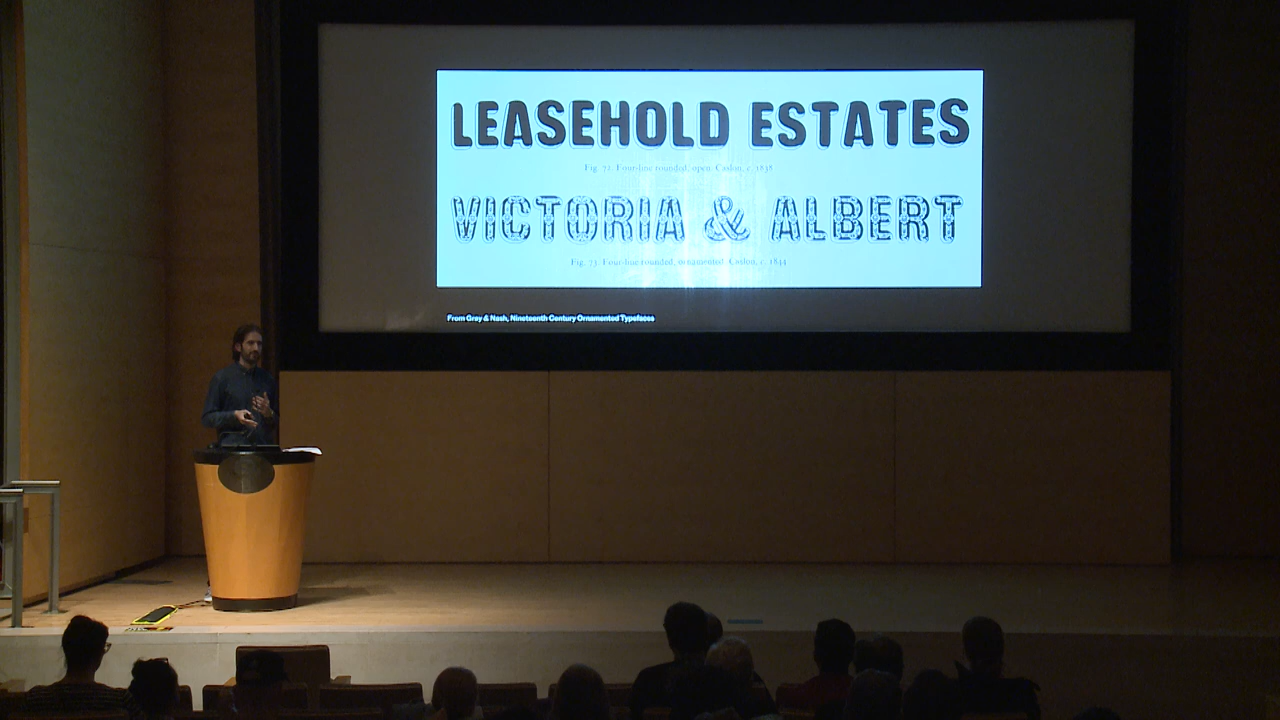 LEASEHOLD ESTATES
Fig. 72. Four-line rounded, open. Caslon, c. 1838
VICTORIA & ALBERT
Fig. 73. Four-line rounded, ornamented. Caslon, c. 1844
From Gray & Nash, Nineteenth Century Ornamented Typefaces